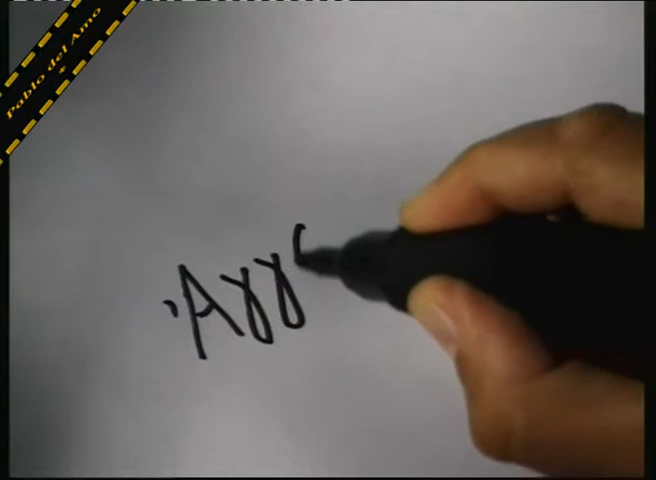 Pablo del Amo
+
Ἀγγ